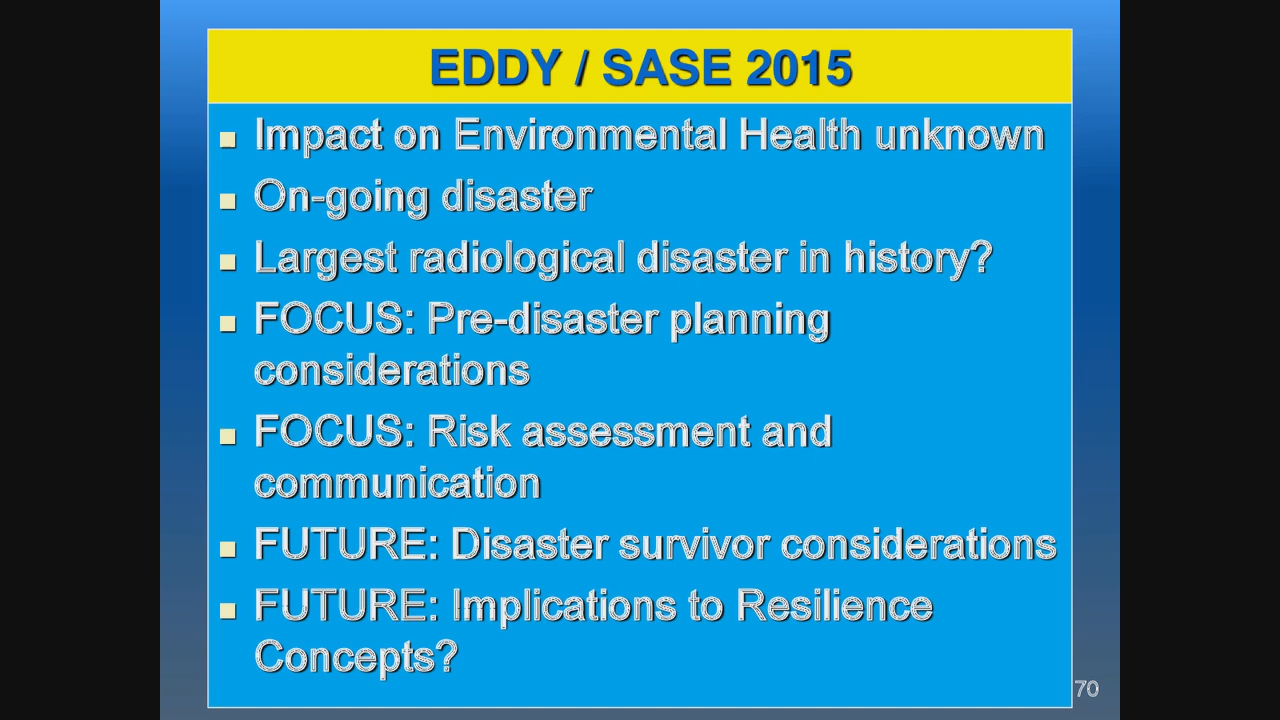 EDDY / SASE 2015
Impact on Environmental Health unknown
On-going disaster
Largest radiological disaster in history?
FOCUS: Pre-disaster planning
considerations
FOCUS: Risk assessment and
communication
FUTURE: Disaster survivor considerations
FUTURE: Implications to Resilience
Concepts?
70